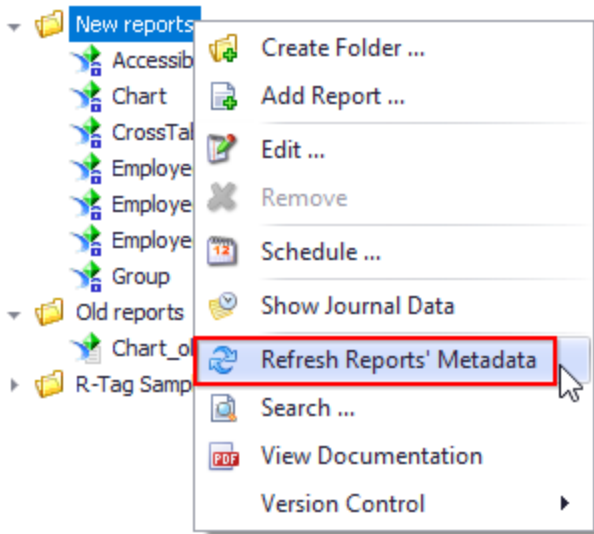 New reports
Accessib
Chart
CrossTal
Employe
Employe
Employe
Group
Old reports
Chart_ol
R-Tag Samp
Create Folder ...
Add Report ...
Edit ...
Remove
12
Schedule ...
Show Journal Data
Refresh Reports' Metadata
Search ...
PDF
View Documentation
Version Control